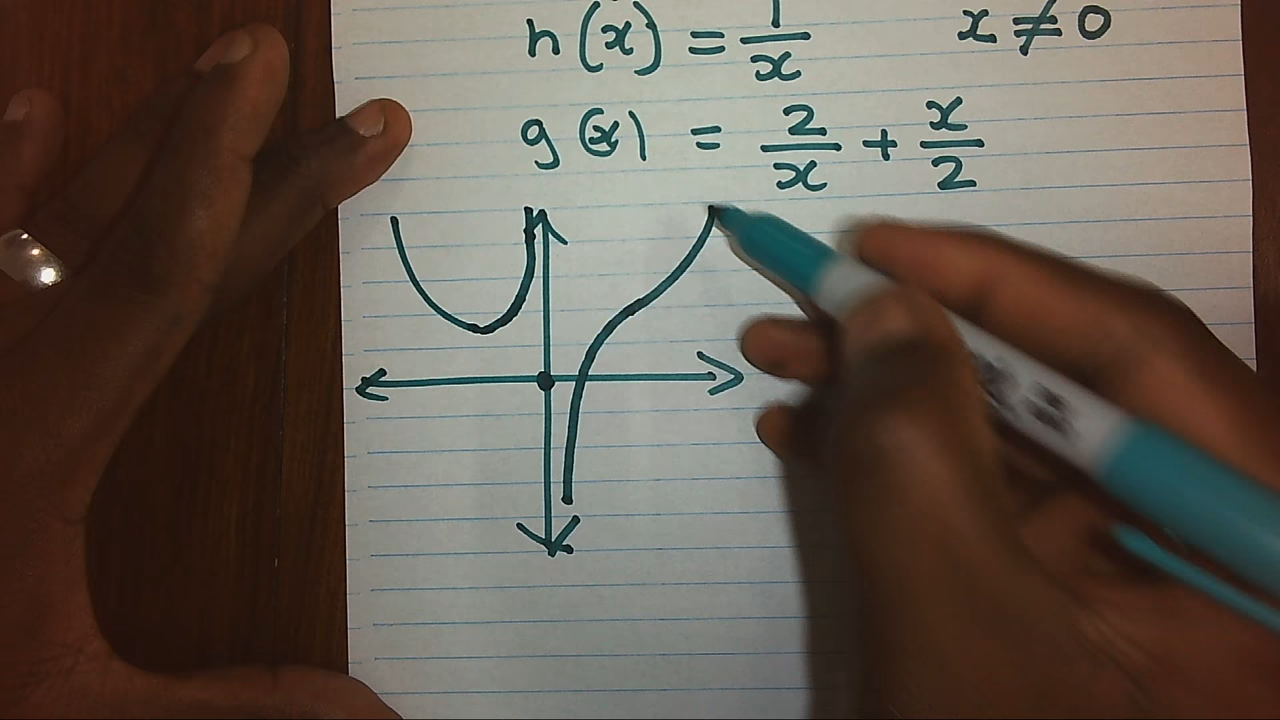 h(x) = 1/x x ≠ 0
g(x) = 2/x + x/2